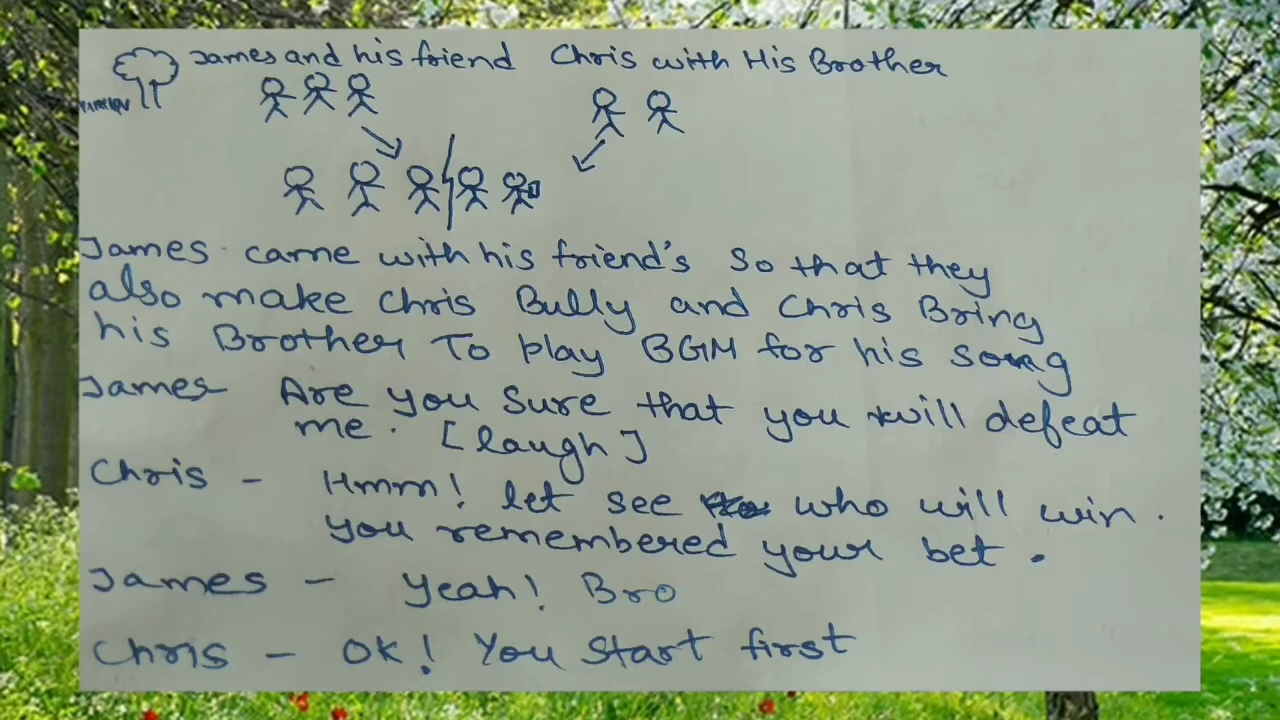 James and his friend Chris with His Brother
James came with his friend's so that they
also make chris Bully and Chris Bring
his Brother To play BGM for his song
James Are you sure that you will defeat
me. [laugh]
Chris - Hmm! let see who will win.
you remembered your bet.
James - Yeah! Bro
Chris - OK! You start first